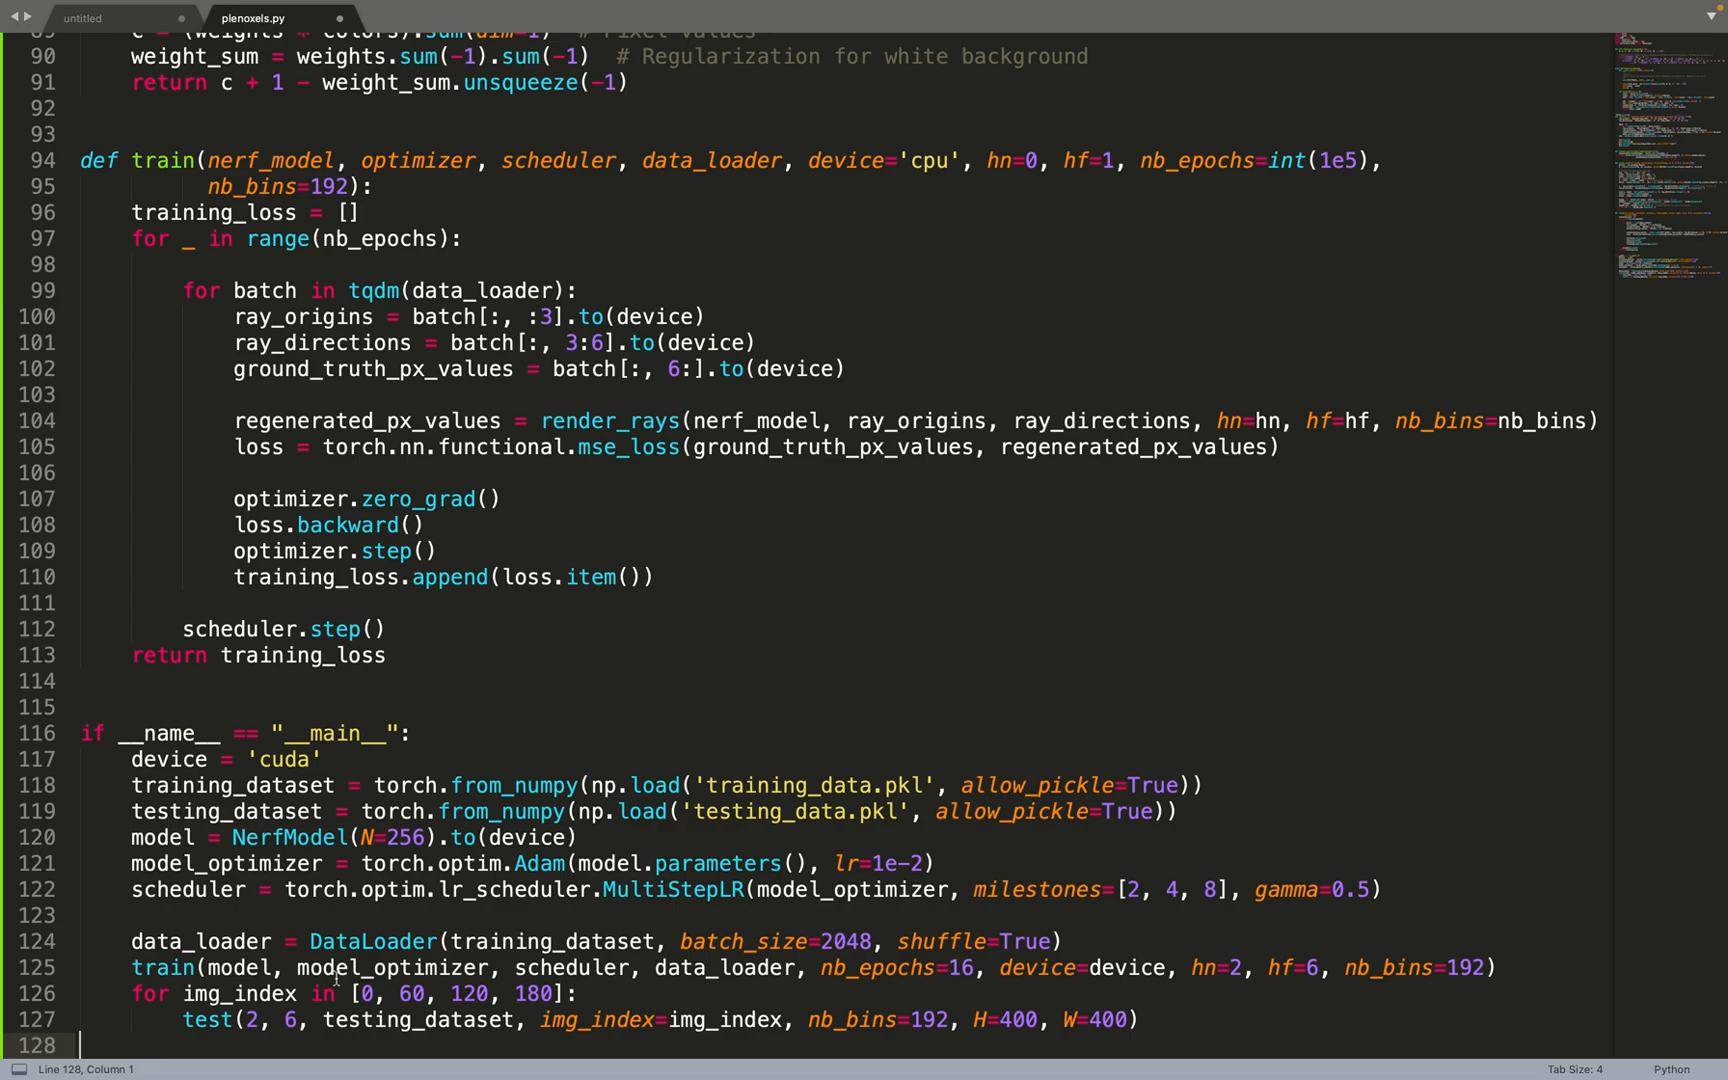 untitled
plenoxels.py
89 c = (weights * colors).sum(dim=1)  # Pixel values
90     weight_sum = weights.sum(-1).sum(-1)  # Regularization for white background
91     return c + 1 - weight_sum.unsqueeze(-1)
92
93
94 def train(nerf_model, optimizer, scheduler, data_loader, device='cpu', hn=0, hf=1, nb_epochs=int(1e5),
95           nb_bins=192):
96     training_loss = []
97     for _ in range(nb_epochs):
98
99         for batch in tqdm(data_loader):
100             ray_origins = batch[:, :3].to(device)
101             ray_directions = batch[:, 3:6].to(device)
102             ground_truth_px_values = batch[:, 6:].to(device)
103
104             regenerated_px_values = render_rays(nerf_model, ray_origins, ray_directions, hn=hn, hf=hf, nb_bins=nb_bins)
105             loss = torch.nn.functional.mse_loss(ground_truth_px_values, regenerated_px_values)
106
107             optimizer.zero_grad()
108             loss.backward()
109             optimizer.step()
110             training_loss.append(loss.item())
111
112         scheduler.step()
113     return training_loss
114
115
116 if __name__ == "__main__":
117     device = 'cuda'
118     training_dataset = torch.from_numpy(np.load('training_data.pkl', allow_pickle=True))
119     testing_dataset = torch.from_numpy(np.load('testing_data.pkl', allow_pickle=True))
120     model = NerfModel(N=256).to(device)
121     model_optimizer = torch.optim.Adam(model.parameters(), lr=1e-2)
122     scheduler = torch.optim.lr_scheduler.MultiStepLR(model_optimizer, milestones=[2, 4, 8], gamma=0.5)
123
124     data_loader = DataLoader(training_dataset, batch_size=2048, shuffle=True)
125     train(model, model_optimizer, scheduler, data_loader, nb_epochs=16, device=device, hn=2, hf=6, nb_bins=192)
126     for img_index in [0, 60, 120, 180]:
127         test(2, 6, testing_dataset, img_index=img_index, nb_bins=192, H=400, W=400)
128
Line 128, Column 1
Tab Size: 4
Python